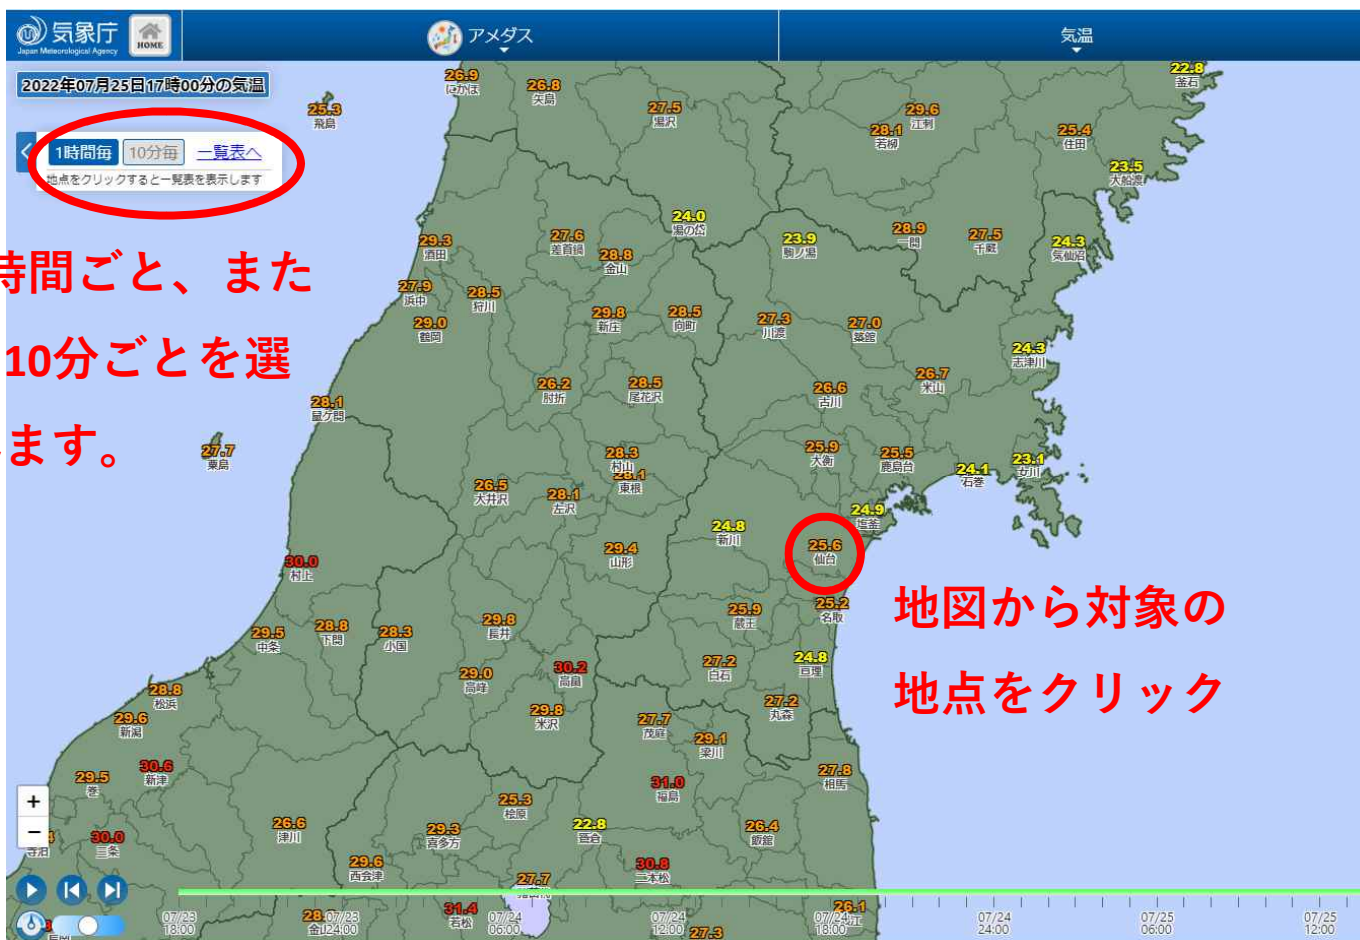 気象庁
Japan Meteorological Agency
HOME
アメダス
気温
2022年07月25日17時00分の気温
1時間毎 10分毎 一覧表へ
地点をクリックすると一覧表を表示します
時間ごと、また
10分ごとを選
ます。
地図から対象の
地点をクリック
26.9
にかほ
26.8
矢島
22.8
釜石
25.3
飛島
27.5
湯沢
29.6
江刺
28.1
若柳
25.4
住田
23.5
大船渡
24.0
湯の岱
29.3
酒田
27.6
差首鍋
28.8
金山
23.9
駒ノ湯
28.9
一関
27.5
千厩
24.3
気仙沼
27.9
浜中
28.5
狩川
29.0
鶴岡
29.8
新庄
28.5
向町
27.3
川渡
27.0
築館
24.3
志津川
26.7
米山
26.2
肘折
28.5
尾花沢
26.6
古川
28.1
鼠ケ関
27.7
粟島
28.3
村山
28.1
東根
25.9
大衡
25.5
鹿島台
24.1
石巻
23.1
女川
26.5
大井沢
28.1
左沢
24.9
塩釜
24.8
新川
25.6
仙台
29.4
山形
30.0
村上
25.9
蔵王
25.2
名取
29.5
中条
28.8
下関
28.3
小国
29.8
長井
24.8
亘理
29.0
高峰
30.2
高畠
27.2
白石
28.8
松浜
29.6
新潟
29.8
米沢
27.7
茂庭
29.1
梁川
27.2
丸森
30.6
新津
29.5
巻
31.0
福島
27.8
相馬
25.3
桧原
30.0
三条
寺泊
26.6
津川
29.3
喜多方
22.8
鷲倉
26.4
飯舘
29.6
西会津
27.7
30.8
二本松
31.4
若松
26.1
27.3
+
−
07/23
18:00
07/23
24:00
07/24
06:00
07/24
12:00
07/24
18:00
07/24
24:00
07/25
06:00
07/25
12:00